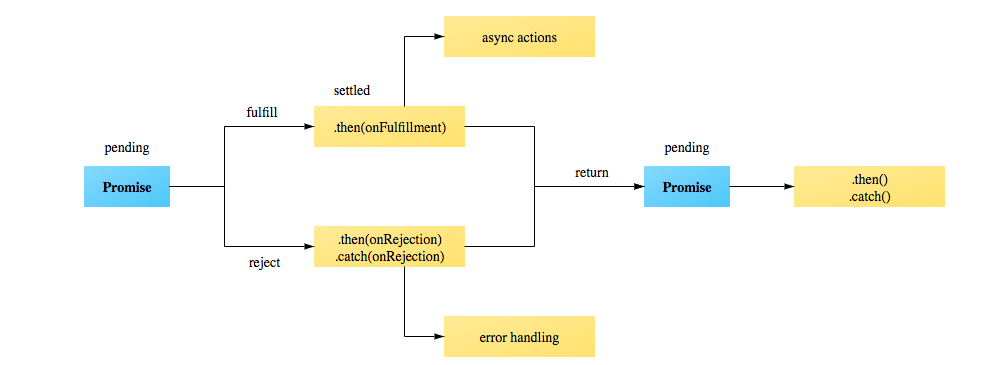 async actions
settled
fulfill
.then(onFulfillment)
pending
Promise
return
pending
Promise
.then()
.catch()
.then(onRejection)
.catch(onRejection)
reject
error handling